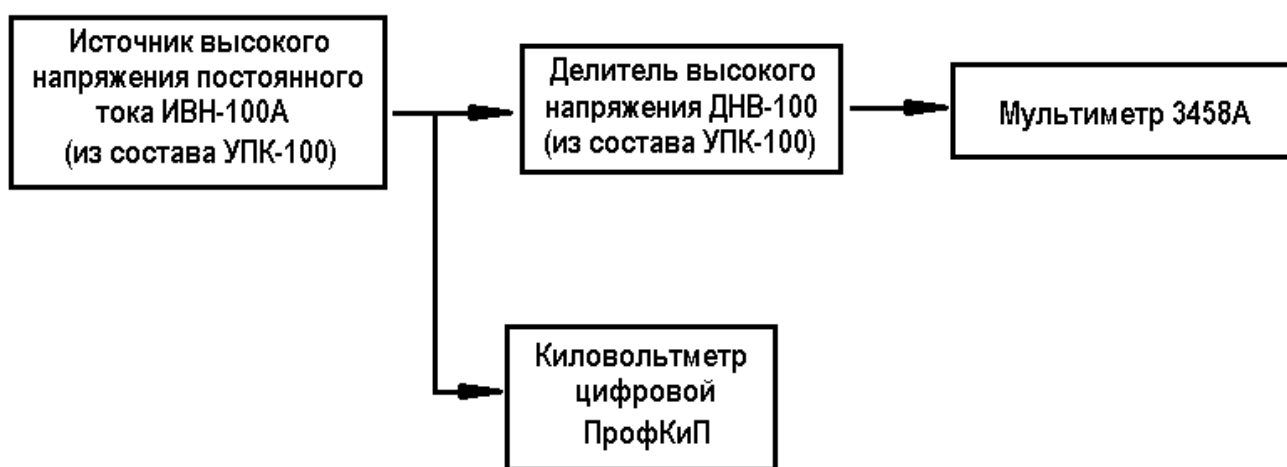 Источник высокого
напряжения постоянного
тока ИВН-100А
(из состава УПК-100)
Делитель высокого
напряжения ДНВ-100
(из состава УПК-100)
Мультиметр 3458А
Киловольтметр
цифровой
ПрофКиП